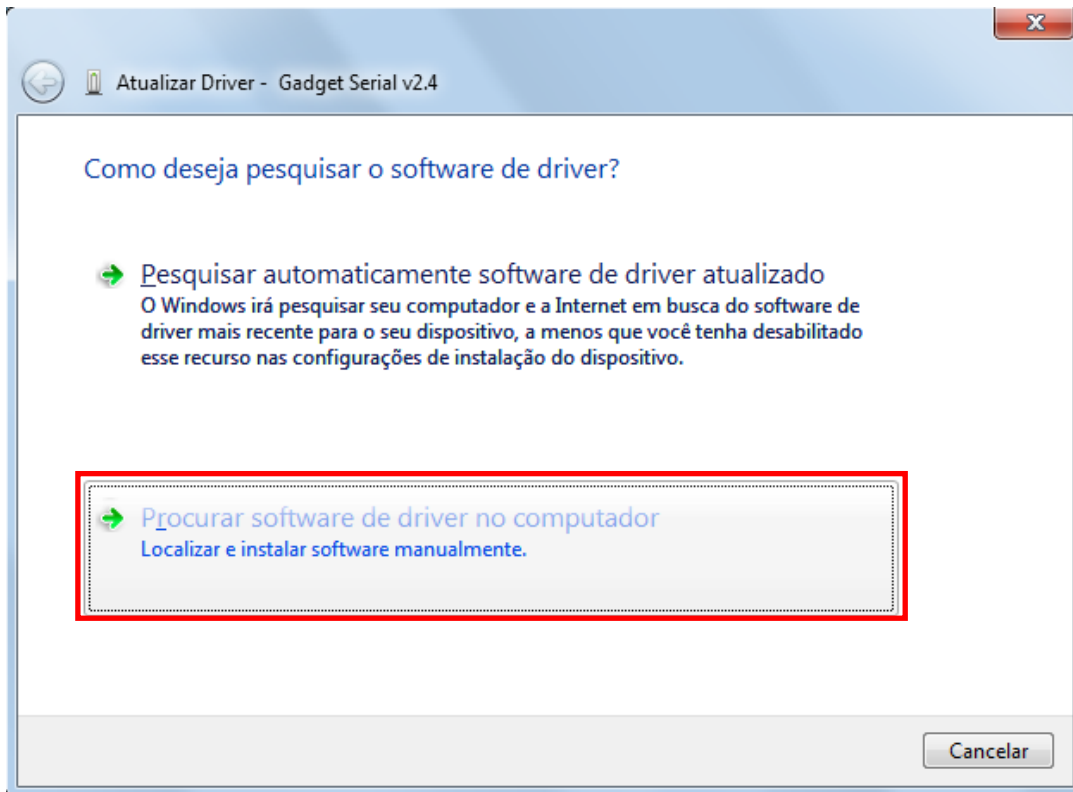 Atualizar Driver - Gadget Serial v2.4
Como deseja pesquisar o software de driver?
Pesquisar automaticamente software de driver atualizado
O Windows irá pesquisar seu computador e a Internet em busca do software de
driver mais recente para o seu dispositivo, a menos que você tenha desabilitado
esse recurso nas configurações de instalação do dispositivo.
Procurar software de driver no computador
Localizar e instalar software manualmente.
Cancelar